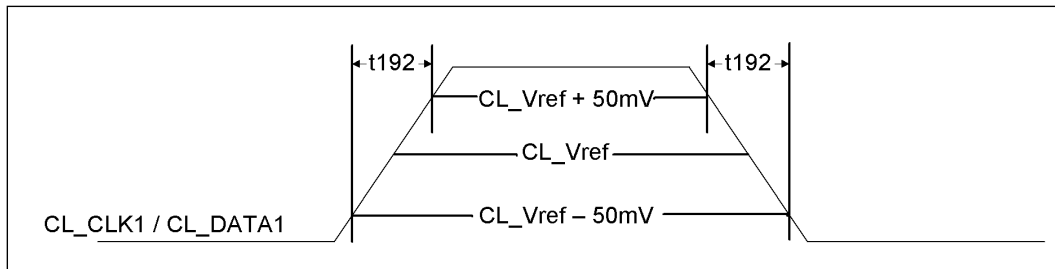 t192
t192
CL_Vref + 50mV
CL_Vref
CL_Vref – 50mV
CL_CLK1 / CL_DATA1